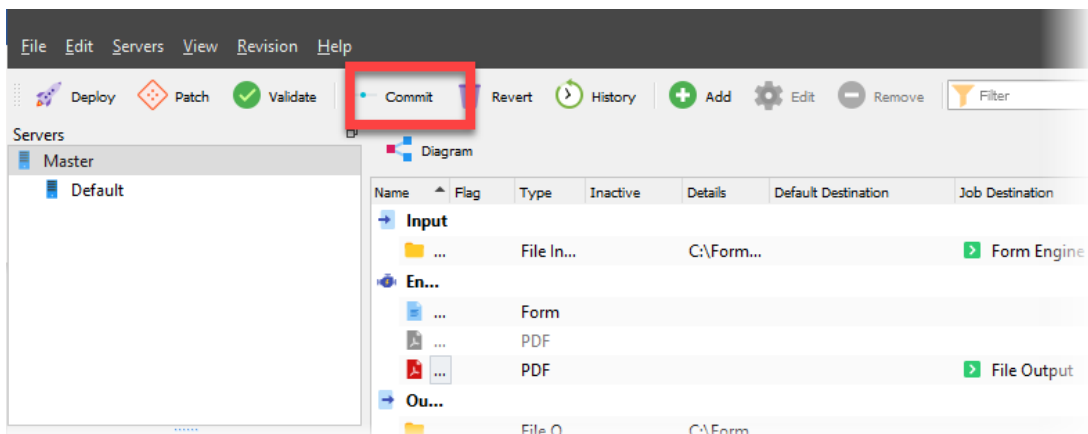 File Edit Servers View Revision Help
Deploy Patch Validate Commit Revert History Add Edit Remove Filter
Servers
Master
Default
Diagram
Name Flag Type Inactive Details Default Destination Job Destination
Input
... File In... C:\Form... Form Engine
En...
... Form
... PDF
... PDF File Output
Ou...
File O C:\Form